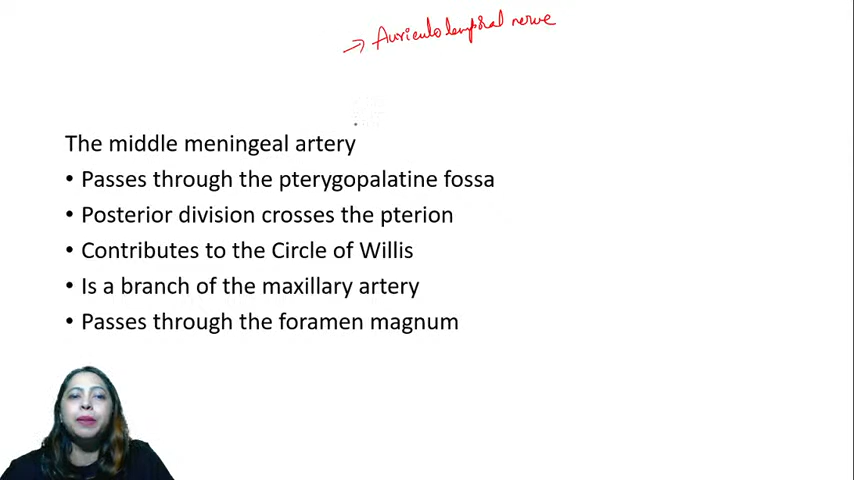 → Auriculotemporal nerve
The middle meningeal artery
• Passes through the pterygopalatine fossa
• Posterior division crosses the pterion
• Contributes to the Circle of Willis
• Is a branch of the maxillary artery
• Passes through the foramen magnum